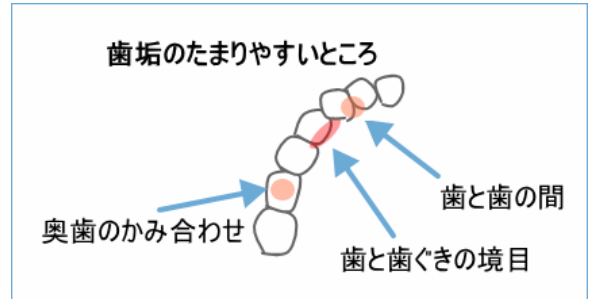 歯垢のたまりやすいところ
歯と歯の間
奥歯のかみ合わせ
歯と歯ぐきの境目